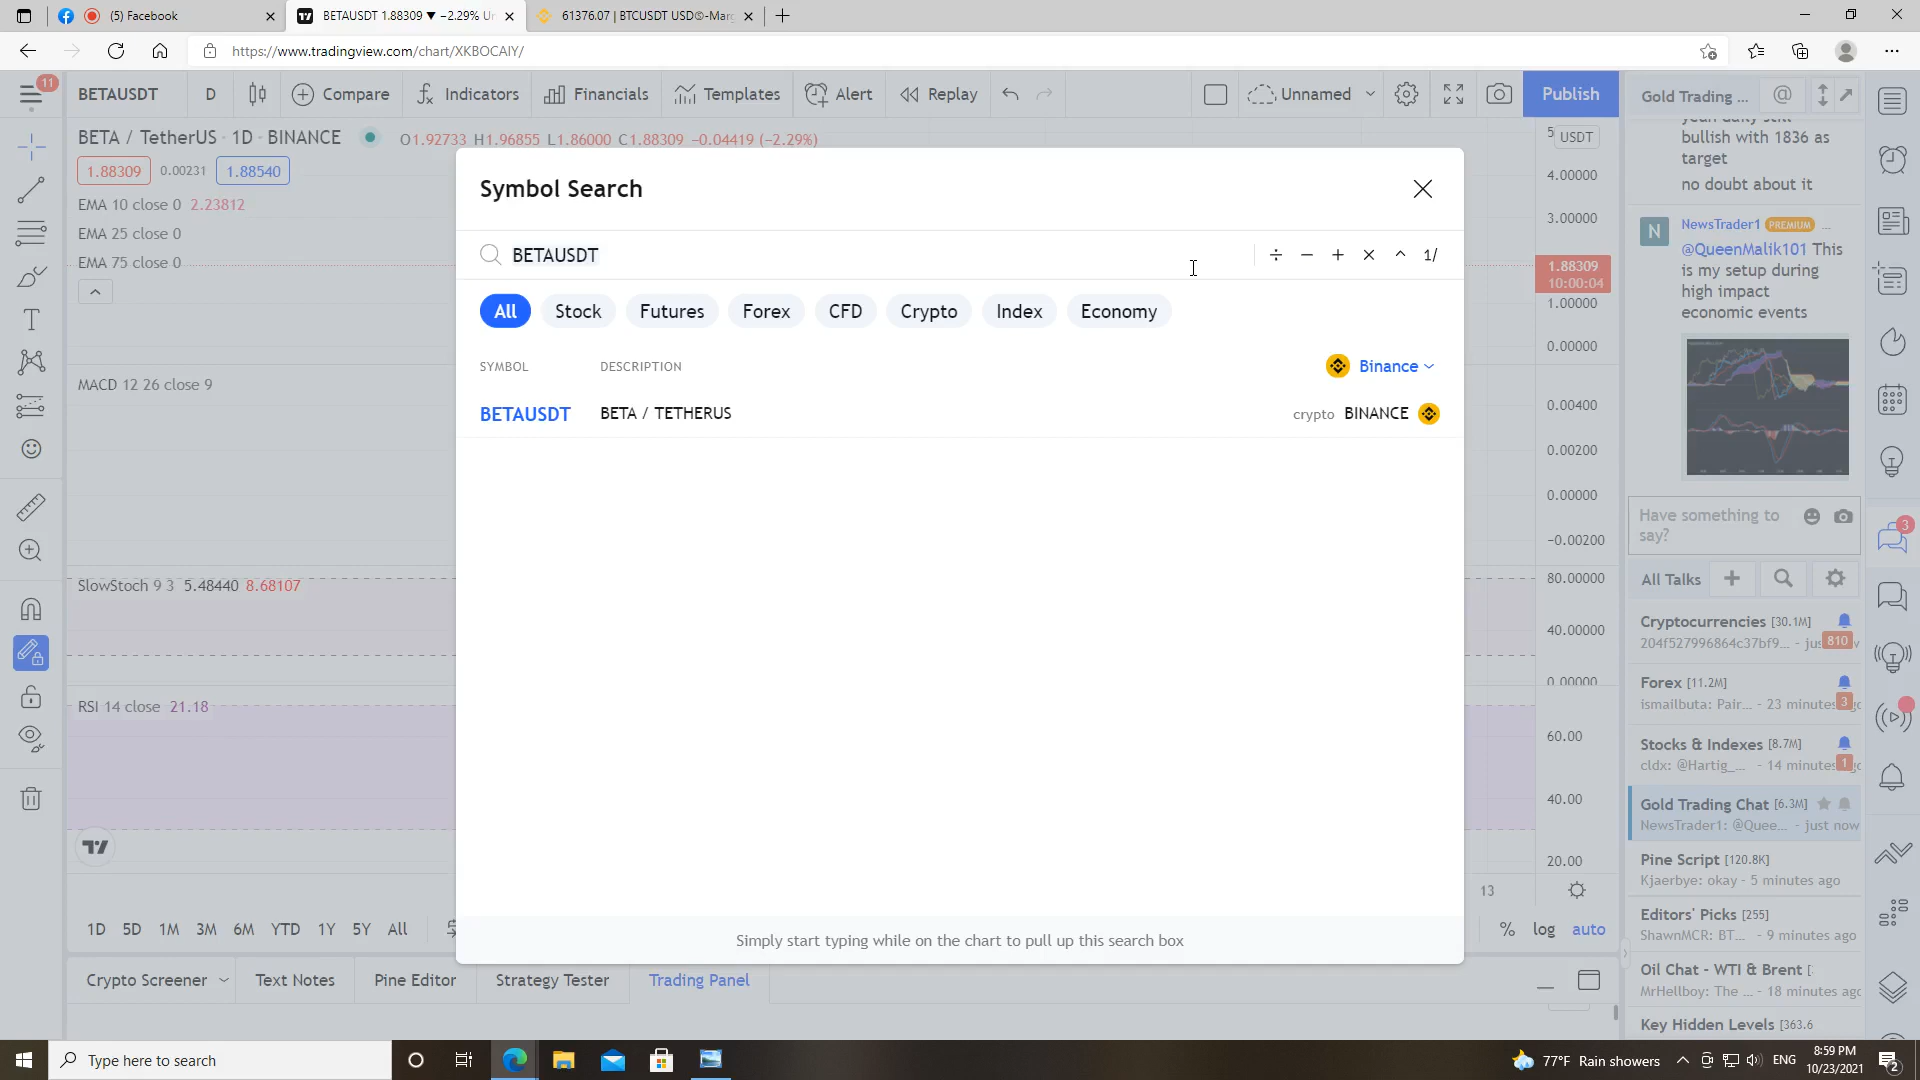 (5) Facebook
BETAUSDT 1.88309 ▼ −2.29% Un
61376.07 | BTCUSDT USD©-Marg
https://www.tradingview.com/chart/XKBOCAIY/
11
BETAUSDT
D
Compare
Indicators
Financials
Templates
Alert
Replay
Unnamed
Publish
BETA / TetherUS · 1D · BINANCE
O1.92733 H1.96855 L1.86000 C1.88309 −0.04419 (−2.29%)
1.88309
0.00231
1.88540
EMA 10 close 0 2.23812
EMA 25 close 0
EMA 75 close 0
MACD 12 26 close 9
SlowStoch 9 3 5.48440 8.68107
RSI 14 close 21.18
Symbol Search
BETAUSDT
÷ − + × ^ 1/
All
Stock
Futures
Forex
CFD
Crypto
Index
Economy
SYMBOL
DESCRIPTION
Binance
BETAUSDT
BETA / TETHERUS
crypto BINANCE
Simply start typing while on the chart to pull up this search box
5
USDT
4.00000
3.00000
1.88309
10:00:04
1.00000
0.00000
0.00400
0.00200
0.00000
−0.00200
80.00000
40.00000
0.00000
60.00
40.00
20.00
13
1D 5D 1M 3M 6M YTD 1Y 5Y All
% log auto
Crypto Screener
Text Notes
Pine Editor
Strategy Tester
Trading Panel
Gold Trading ...
@
yeah daily still
bullish with 1836 as
target
no doubt about it
N
NewsTrader1 PREMIUM ...
@QueenMalik101 This
is my setup during
high impact
economic events
Have something to
say?
3
All Talks
Cryptocurrencies [30.1M]
204f527996864c37bf9... - jus
810
Forex [11.2M]
ismailbuta: Pair... - 23 minutes
3
Stocks & Indexes [8.7M]
cldx: @Hartig_... - 14 minutes
1
Gold Trading Chat [6.3M]
NewsTrader1: @Quee... - just now
Pine Script [120.8K]
Kjaerbye: okay - 5 minutes ago
Editors' Picks [255]
ShawnMCR: BT... - 9 minutes ago
Oil Chat - WTI & Brent [
MrHellboy: The ... - 18 minutes ago
Key Hidden Levels [363.6
Type here to search
77°F Rain showers
ENG
8:59 PM
10/23/2021
2